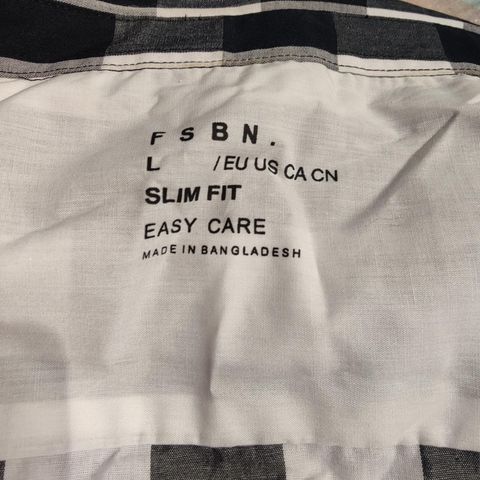 F S B N .
L /EU US CA CN
SLIM FIT
EASY CARE
MADE IN BANGLADESH